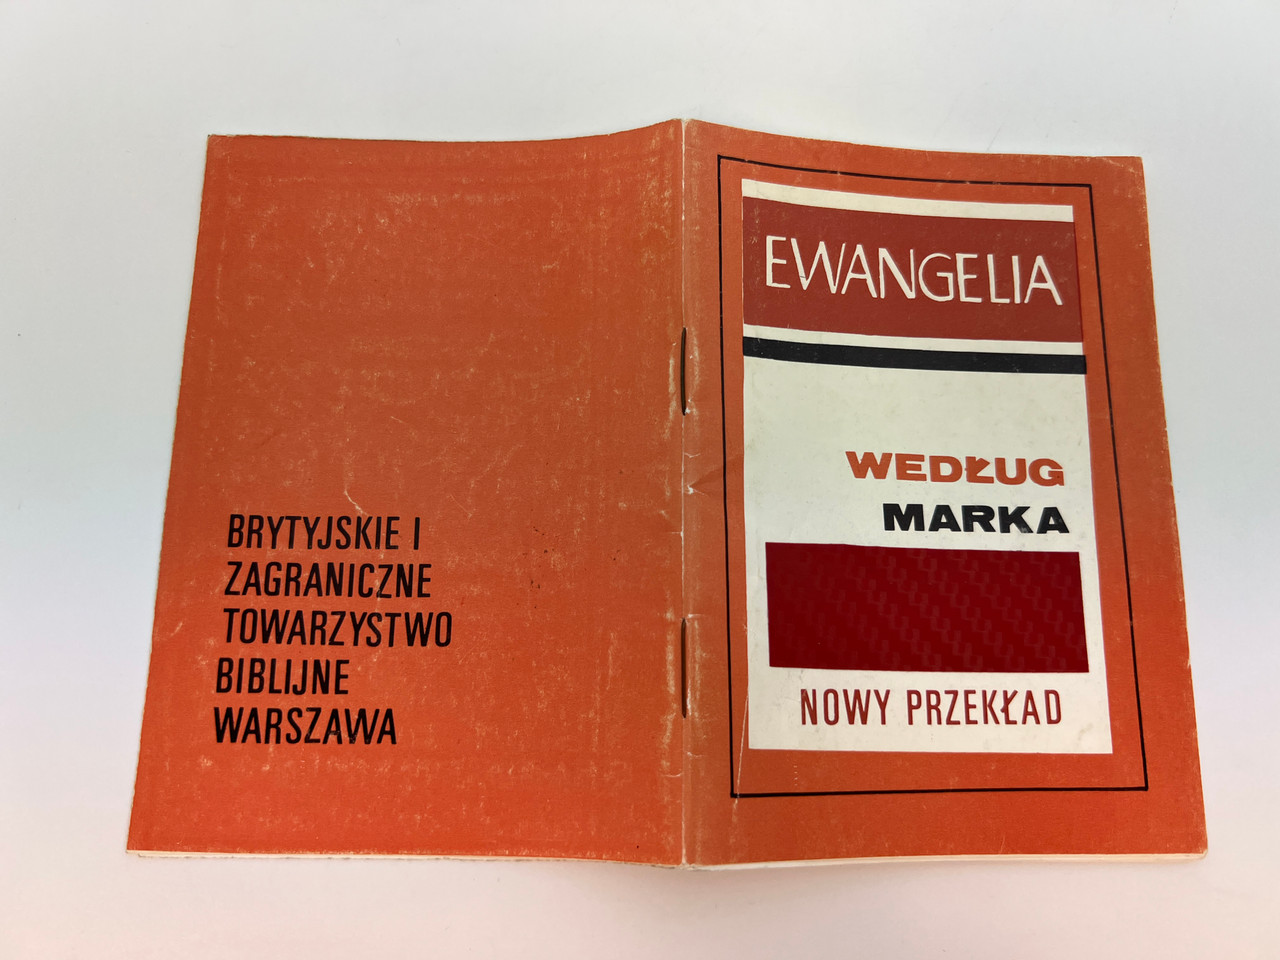 BRYTYJSKIE I
ZAGRANICZNE
TOWARZYSTWO
BIBLIJNE
WARSZAWA
EWANGELIA
WEDŁUG
MARKA
NOWY PRZEKŁAD